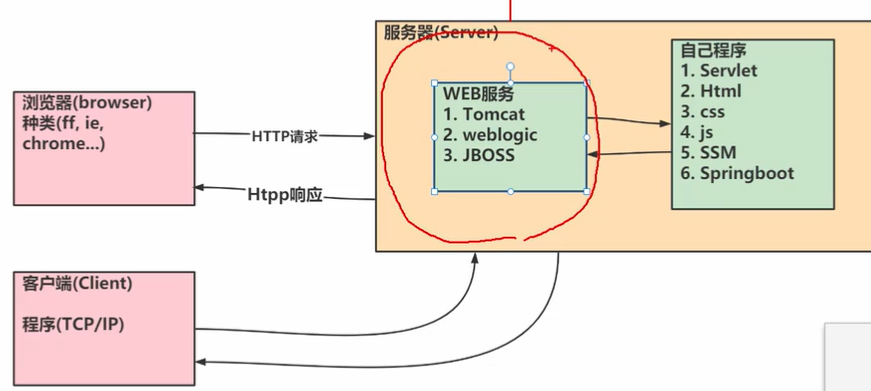 服务器(Server)
自己程序
1. Servlet
2. Html
3. css
4. js
5. SSM
6. Springboot
WEB服务
1. Tomcat
2. weblogic
3. JBOSS
浏览器(browser)
种类(ff, ie,
chrome...)
HTTP请求
Htpp响应
客户端(Client)
程序(TCP/IP)